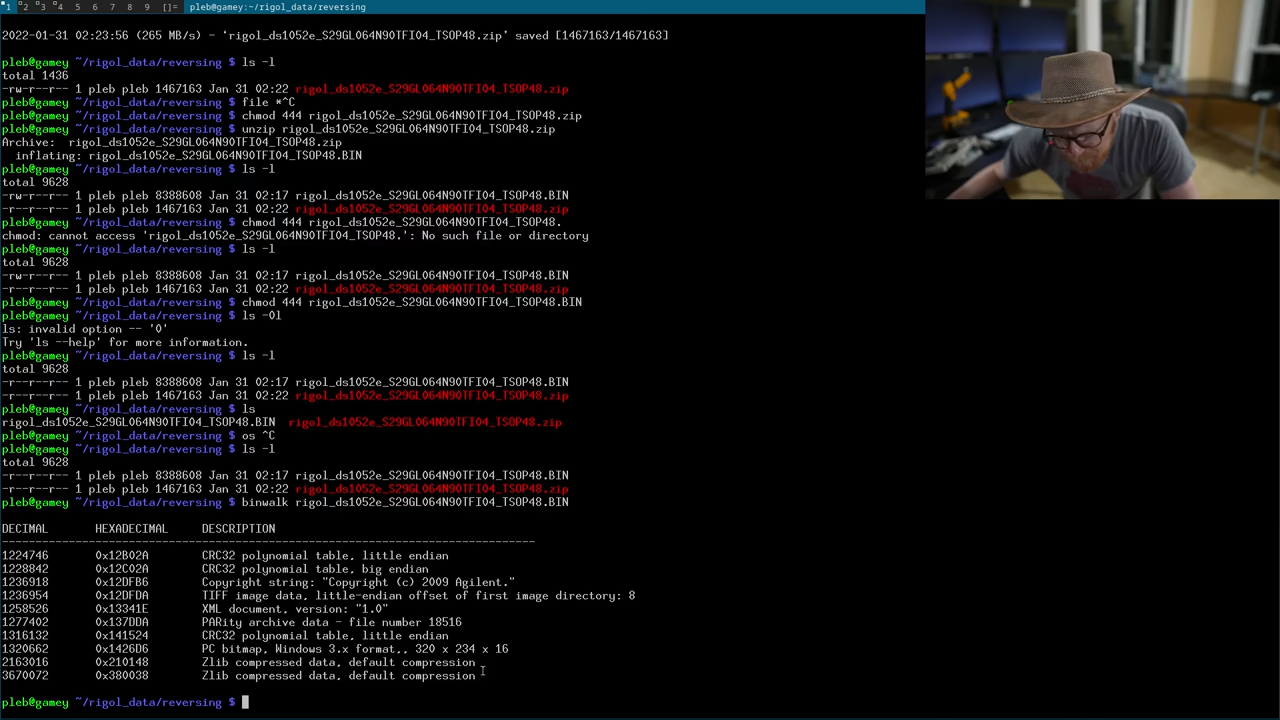 1 2 3 4 5 6 7 8 9 []= pleb@gamey:~/rigol_data/reversing
2022-01-31 02:23:56 (265 MB/s) - 'rigol_ds1052e_S29GL064N90TFI04_TSOP48.zip' saved [1467163/1467163]
pleb@gamey ~/rigol_data/reversing $ ls -l
total 1436
-rw-r--r-- 1 pleb pleb 1467163 Jan 31 02:22 rigol_ds1052e_S29GL064N90TFI04_TSOP48.zip
pleb@gamey ~/rigol_data/reversing $ file *^C
pleb@gamey ~/rigol_data/reversing $ chmod 444 rigol_ds1052e_S29GL064N90TFI04_TSOP48.zip
pleb@gamey ~/rigol_data/reversing $ unzip rigol_ds1052e_S29GL064N90TFI04_TSOP48.zip
Archive:  rigol_ds1052e_S29GL064N90TFI04_TSOP48.zip
  inflating: rigol_ds1052e_S29GL064N90TFI04_TSOP48.BIN
pleb@gamey ~/rigol_data/reversing $ ls -l
total 9628
-rw-r--r-- 1 pleb pleb 8388608 Jan 31 02:17 rigol_ds1052e_S29GL064N90TFI04_TSOP48.BIN
-r--r--r-- 1 pleb pleb 1467163 Jan 31 02:22 rigol_ds1052e_S29GL064N90TFI04_TSOP48.zip
pleb@gamey ~/rigol_data/reversing $ chmod 444 rigol_ds1052e_S29GL064N90TFI04_TSOP48.
chmod: cannot access 'rigol_ds1052e_S29GL064N90TFI04_TSOP48.': No such file or directory
pleb@gamey ~/rigol_data/reversing $ ls -l
total 9628
-rw-r--r-- 1 pleb pleb 8388608 Jan 31 02:17 rigol_ds1052e_S29GL064N90TFI04_TSOP48.BIN
-r--r--r-- 1 pleb pleb 1467163 Jan 31 02:22 rigol_ds1052e_S29GL064N90TFI04_TSOP48.zip
pleb@gamey ~/rigol_data/reversing $ chmod 444 rigol_ds1052e_S29GL064N90TFI04_TSOP48.BIN
pleb@gamey ~/rigol_data/reversing $ ls -0l
ls: invalid option -- '0'
Try 'ls --help' for more information.
pleb@gamey ~/rigol_data/reversing $ ls -l
total 9628
-r--r--r-- 1 pleb pleb 8388608 Jan 31 02:17 rigol_ds1052e_S29GL064N90TFI04_TSOP48.BIN
-r--r--r-- 1 pleb pleb 1467163 Jan 31 02:22 rigol_ds1052e_S29GL064N90TFI04_TSOP48.zip
pleb@gamey ~/rigol_data/reversing $ ls
rigol_ds1052e_S29GL064N90TFI04_TSOP48.BIN  rigol_ds1052e_S29GL064N90TFI04_TSOP48.zip
pleb@gamey ~/rigol_data/reversing $ os ^C
pleb@gamey ~/rigol_data/reversing $ ls -l
total 9628
-r--r--r-- 1 pleb pleb 8388608 Jan 31 02:17 rigol_ds1052e_S29GL064N90TFI04_TSOP48.BIN
-r--r--r-- 1 pleb pleb 1467163 Jan 31 02:22 rigol_ds1052e_S29GL064N90TFI04_TSOP48.zip
pleb@gamey ~/rigol_data/reversing $ binwalk rigol_ds1052e_S29GL064N90TFI04_TSOP48.BIN
DECIMAL       HEXADECIMAL     DESCRIPTION
--------------------------------------------------------------------------------
1224746       0x12B02A        CRC32 polynomial table, little endian
1228842       0x12C02A        CRC32 polynomial table, big endian
1236918       0x12DFB6        Copyright string: "Copyright (c) 2009 Agilent."
1236954       0x12DFDA        TIFF image data, little-endian offset of first image directory: 8
1258526       0x13341E        XML document, version: "1.0"
1277402       0x137DDA        PARity archive data - file number 18516
1316132       0x141524        CRC32 polynomial table, little endian
1320662       0x1426D6        PC bitmap, Windows 3.x format,, 320 x 234 x 16
2163016       0x210148        Zlib compressed data, default compression
3670072       0x380038        Zlib compressed data, default compression
pleb@gamey ~/rigol_data/reversing $